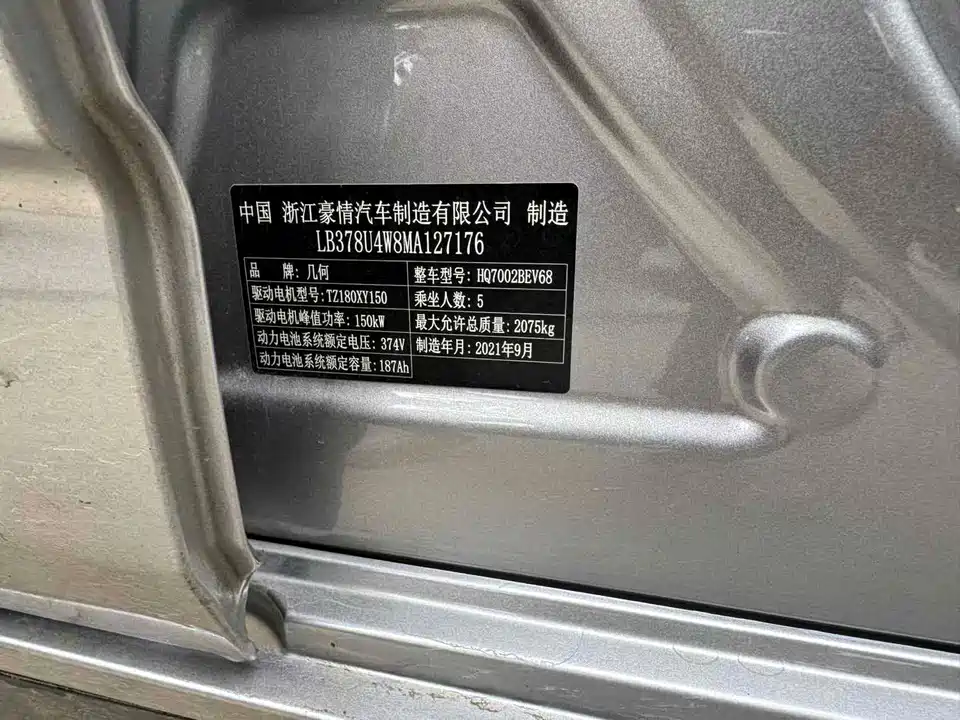 中国 浙江豪情汽车制造有限公司 制造
LB378U4W8MA127176
品 牌: 几何
整车型号: HQ7002BEV68
驱动电机型号: TZ180XY150
乘坐人数: 5
驱动电机峰值功率: 150kW
最大允许总质量: 2075kg
动力电池系统额定电压: 374V
制造年月: 2021年9月
动力电池系统额定容量: 187Ah